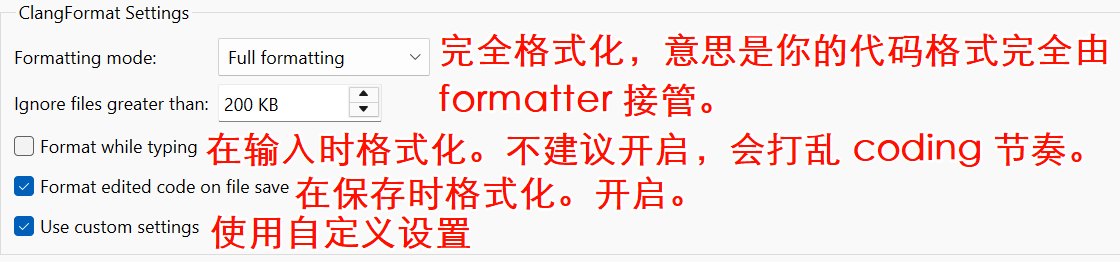 ClangFormat Settings
Formatting mode: Full formatting 完全格式化，意思是你的代码格式完全由
formatter 接管。
Ignore files greater than: 200 KB
Format while typing 在输入时格式化。不建议开启，会打乱 coding 节奏。
Format edited code on file save 在保存时格式化。开启。
Use custom settings 使用自定义设置